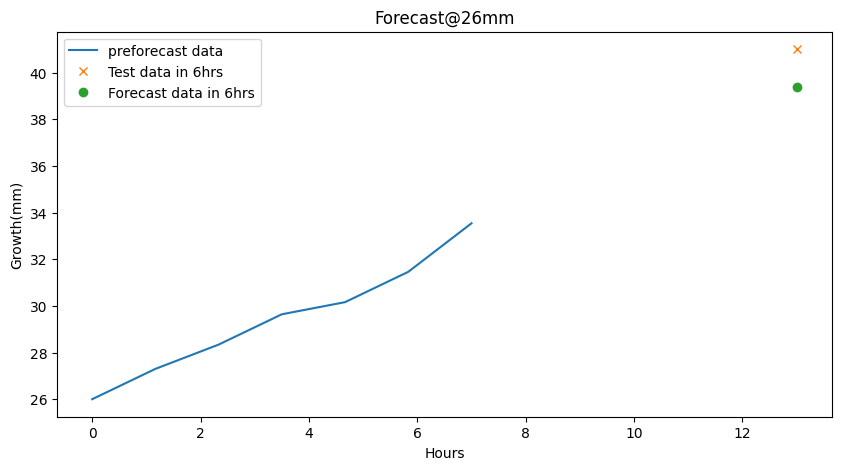 Forecast@26mm
preforecast data
Test data in 6hrs
Forecast data in 6hrs
Growth(mm)
40
38
36
34
32
30
28
26
0 2 4 6 8 10 12
Hours